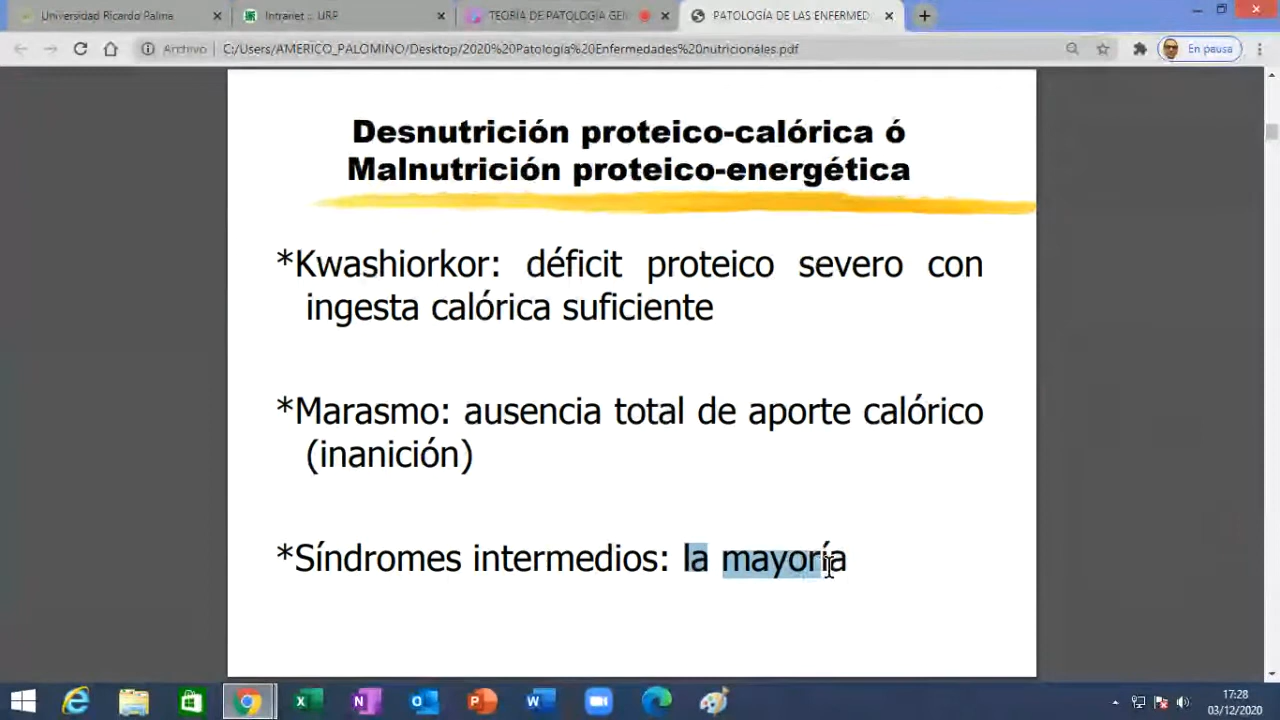 Universidad Ricardo Palma
Intranet :: URP
TEORÍA DE PATOLOGÍA GEN
PATOLOGÍA DE LAS ENFERMED
Archivo
C:/Users/AMERICO_PALOMINO/Desktop/2020%20Patología%20Enfermedades%20nutricionales.pdf
En pausa
Desnutrición proteico-calórica ó
Malnutrición proteico-energética
*Kwashiorkor: déficit proteico severo con
ingesta calórica suficiente
*Marasmo: ausencia total de aporte calórico
(inanición)
*Síndromes intermedios: la mayoría
17:28
03/12/2020